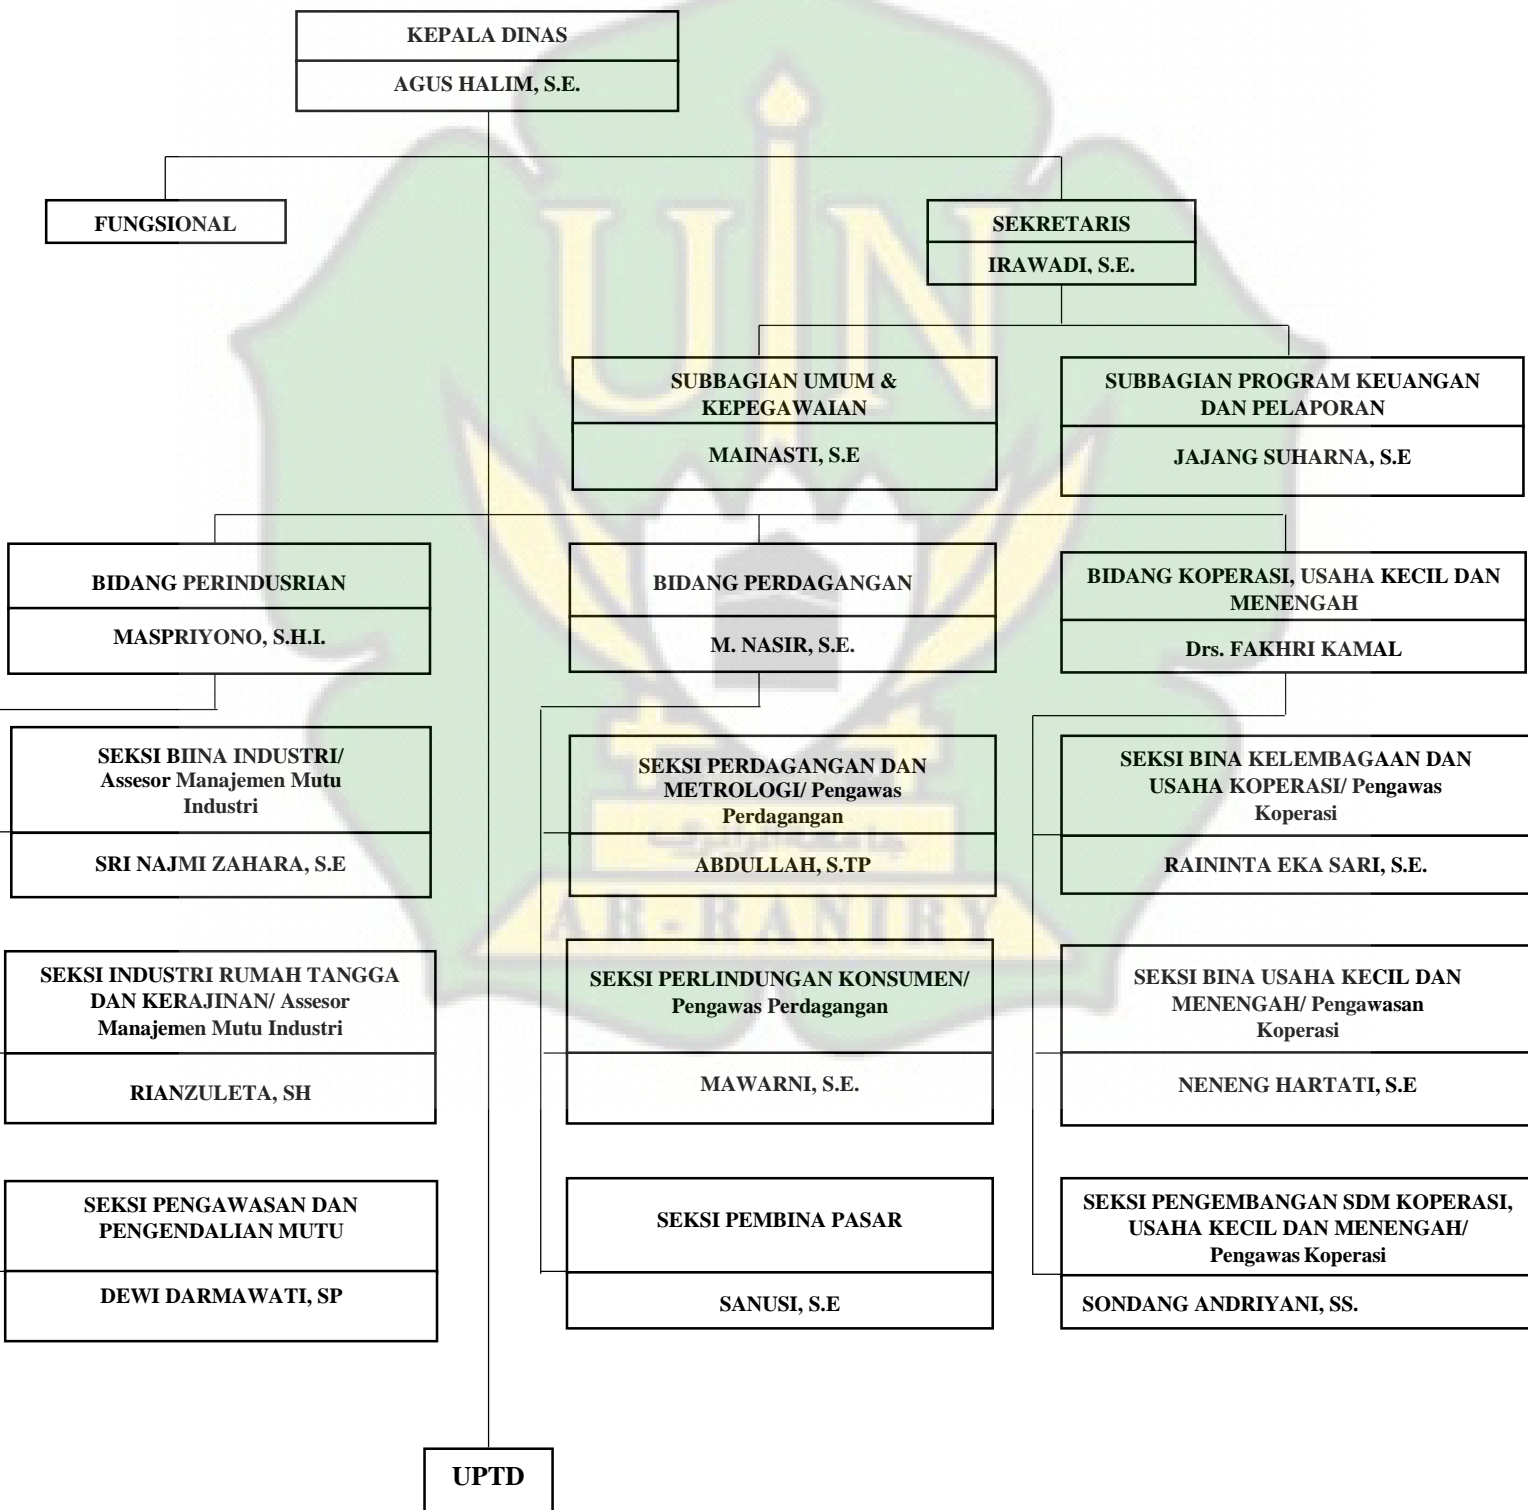 KEPALA DINAS
AGUS HALIM, S.E.
FUNGSIONAL
SEKRETARIS
IRAWADI, S.E.
SUBBAGIAN UMUM &
KEPEGAWAIAN
MAINASTI, S.E
SUBBAGIAN PROGRAM KEUANGAN
DAN PELAPORAN
JAJANG SUHARNA, S.E
BIDANG PERINDUSRIAN
MASPRIYONO, S.H.I.
BIDANG PERDAGANGAN
M. NASIR, S.E.
BIDANG KOPERASI, USAHA KECIL DAN
MENENGAH
Drs. FAKHRI KAMAL
SEKSI BIINA INDUSTRI/
Assesor Manajemen Mutu
Industri
SRI NAJMI ZAHARA, S.E
SEKSI PERDAGANGAN DAN
METROLOGI/ Pengawas
Perdagangan
ABDULLAH, S.TP
SEKSI BINA KELEMBAGAAN DAN
USAHA KOPERASI/ Pengawas
Koperasi
RAININTA EKA SARI, S.E.
SEKSI INDUSTRI RUMAH TANGGA
DAN KERAJINAN/ Assesor
Manajemen Mutu Industri
RIANZULETA, SH
SEKSI PERLINDUNGAN KONSUMEN/
Pengawas Perdagangan
MAWARNI, S.E.
SEKSI BINA USAHA KECIL DAN
MENENGAH/ Pengawasan
Koperasi
NENENG HARTATI, S.E
SEKSI PENGAWASAN DAN
PENGENDALIAN MUTU
DEWI DARMAWATI, SP
SEKSI PEMBINA PASAR
SANUSI, S.E
SEKSI PENGEMBANGAN SDM KOPERASI,
USAHA KECIL DAN MENENGAH/
Pengawas Koperasi
SONDANG ANDRIYANI, SS.
UPTD
UIN
جامعة الرانيري
AR-RANIRY